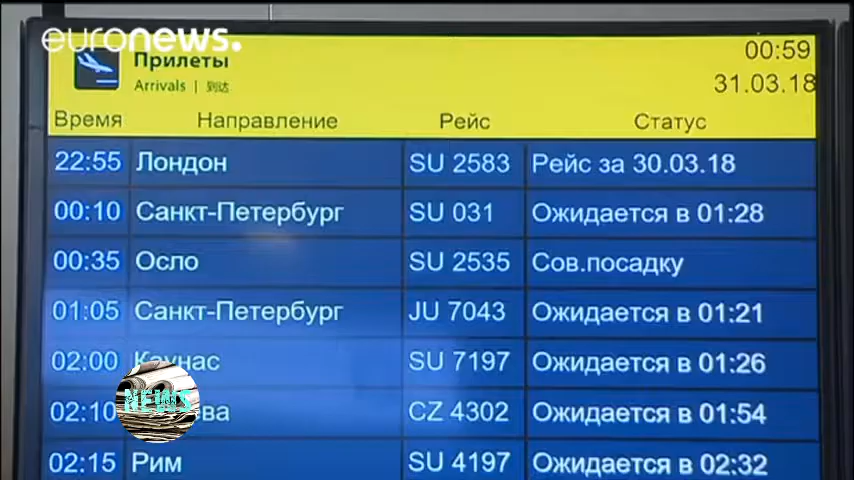 euronews.
Прилеты
00:59
Arrivals | 到达
31.03.18
Время Направление Рейс Статус
22:55 Лондон SU 2583 Рейс за 30.03.18
00:10 Санкт-Петербург SU 031 Ожидается в 01:28
00:35 Осло SU 2535 Сов.посадку
01:05 Санкт-Петербург JU 7043 Ожидается в 01:21
02:00 Каунас SU 7197 Ожидается в 01:26
02:10 CZ 4302 Ожидается в 01:54
NEWS
02:15 Рим SU 4197 Ожидается в 02:32